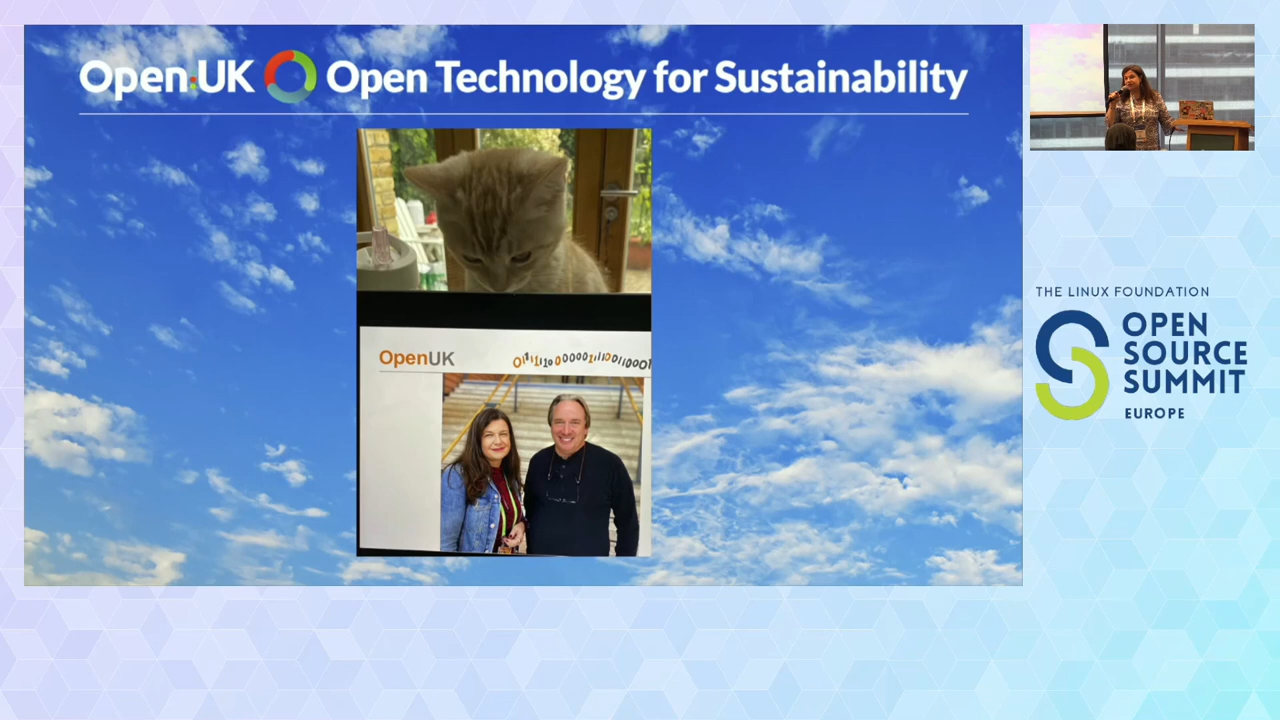 Open:UK Open Technology for Sustainability
OpenUK
THE LINUX FOUNDATION
OPEN
SOURCE
SUMMIT
EUROPE